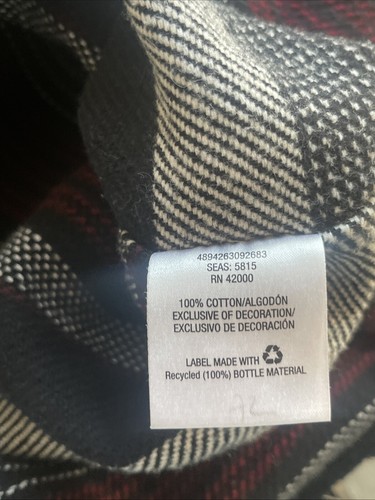 4894263092683
SEAS: 5815
RN 42000
100% COTTON/ALGODÓN
EXCLUSIVE OF DECORATION/
EXCLUSIVO DE DECORACIÓN
LABEL MADE WITH
Recycled (100%) BOTTLE MATERIAL